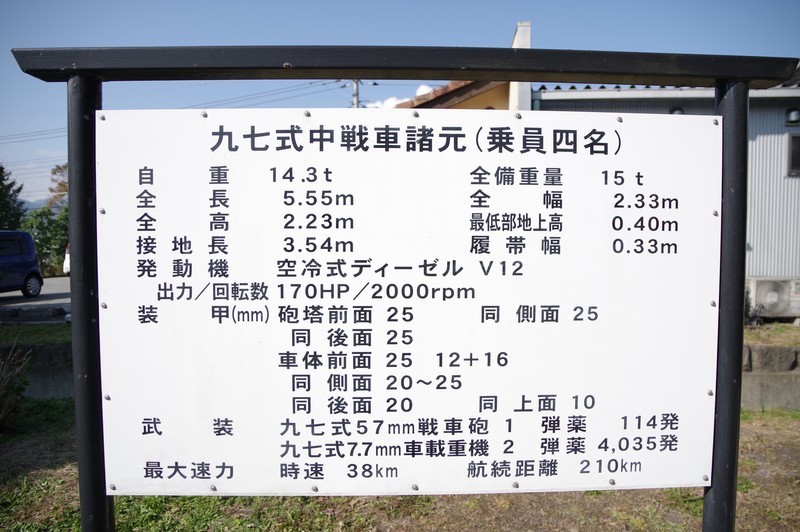 九七式中戦車諸元(乗員四名)
自重 14.3t 全備重量 15t
全長 5.55m 全幅 2.33m
全高 2.23m 最低部地上高 0.40m
接地長 3.54m 履帯幅 0.33m
発動機 空冷式ディーゼル V12
出力/回転数 170HP/2000rpm
装甲(mm) 砲塔前面 25 同側面 25
同後面 25
車体前面 25 12+16
同側面 20~25
同後面 20 同上面 10
武装 九七式57mm戦車砲 1 弾薬 114発
九七式7.7mm車載重機 2 弾薬 4,035発
最大速力 時速 38km 航続距離 210km